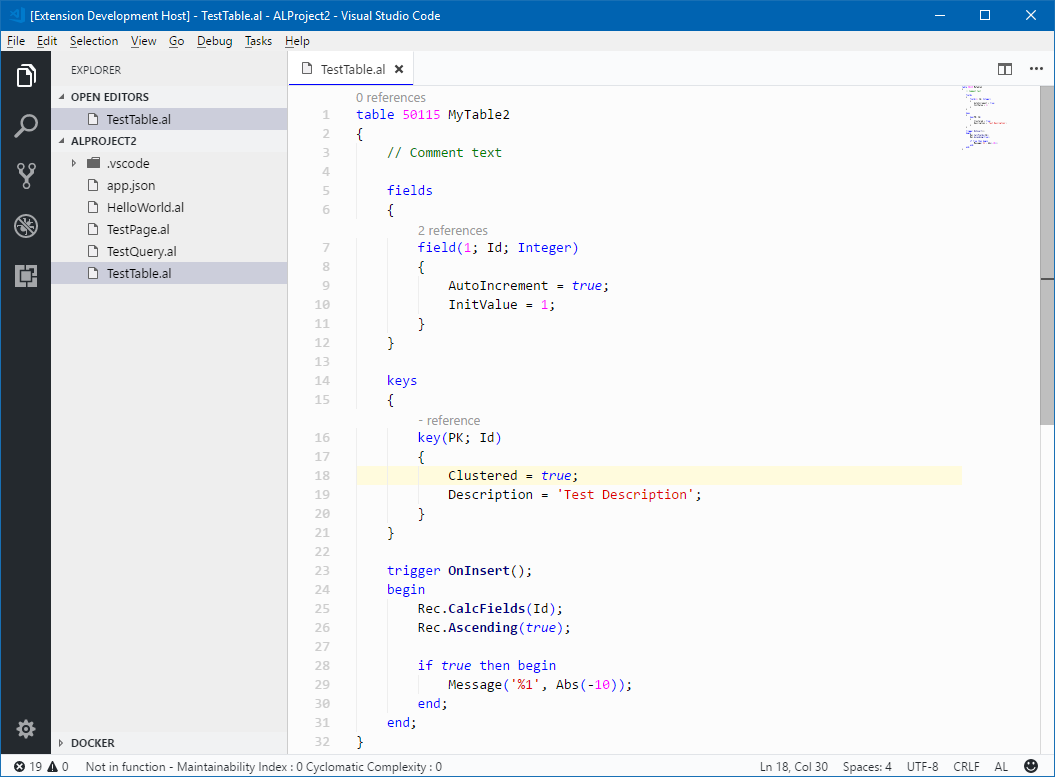 [Extension Development Host] - TestTable.al - ALProject2 - Visual Studio Code
File Edit Selection View Go Debug Tasks Help
EXPLORER
OPEN EDITORS
TestTable.al
ALPROJECT2
.vscode
app.json
HelloWorld.al
TestPage.al
TestQuery.al
TestTable.al
DOCKER
TestTable.al
0 references
1 table 50115 MyTable2
2 {
3 // Comment text
4
5 fields
6 {
2 references
7 field(1; Id; Integer)
8 {
9 AutoIncrement = true;
10 InitValue = 1;
11 }
12 }
13
14 keys
15 {
- reference
16 key(PK; Id)
17 {
18 Clustered = true;
19 Description = 'Test Description';
20 }
21 }
22
23 trigger OnInsert();
24 begin
25 Rec.CalcFields(Id);
26 Rec.Ascending(true);
27
28 if true then begin
29 Message('%1', Abs(-10));
30 end;
31 end;
32 }
19 0 Not in function - Maintainability Index : 0 Cyclomatic Complexity : 0 Ln 18, Col 30 Spaces: 4 UTF-8 CRLF AL